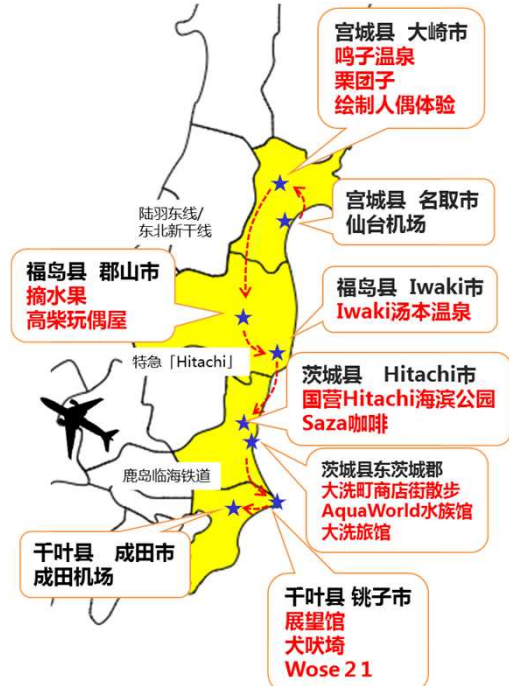 宫城县 大崎市
鸣子温泉
栗团子
绘制人偶体验
宫城县 名取市
仙台机场
陆羽东线/
东北新干线
福岛县 郡山市
摘水果
高柴玩偶屋
福岛县 Iwaki市
Iwaki汤本温泉
特急「Hitachi」
茨城县 Hitachi市
国营Hitachi海滨公园
Saza咖啡
鹿岛临海铁道
茨城县东茨城郡
大洗町商店街散步
AquaWorld水族馆
大洗旅馆
千叶县 成田市
成田机场
千叶县 铫子市
展望馆
犬吠埼
Wose 2 1